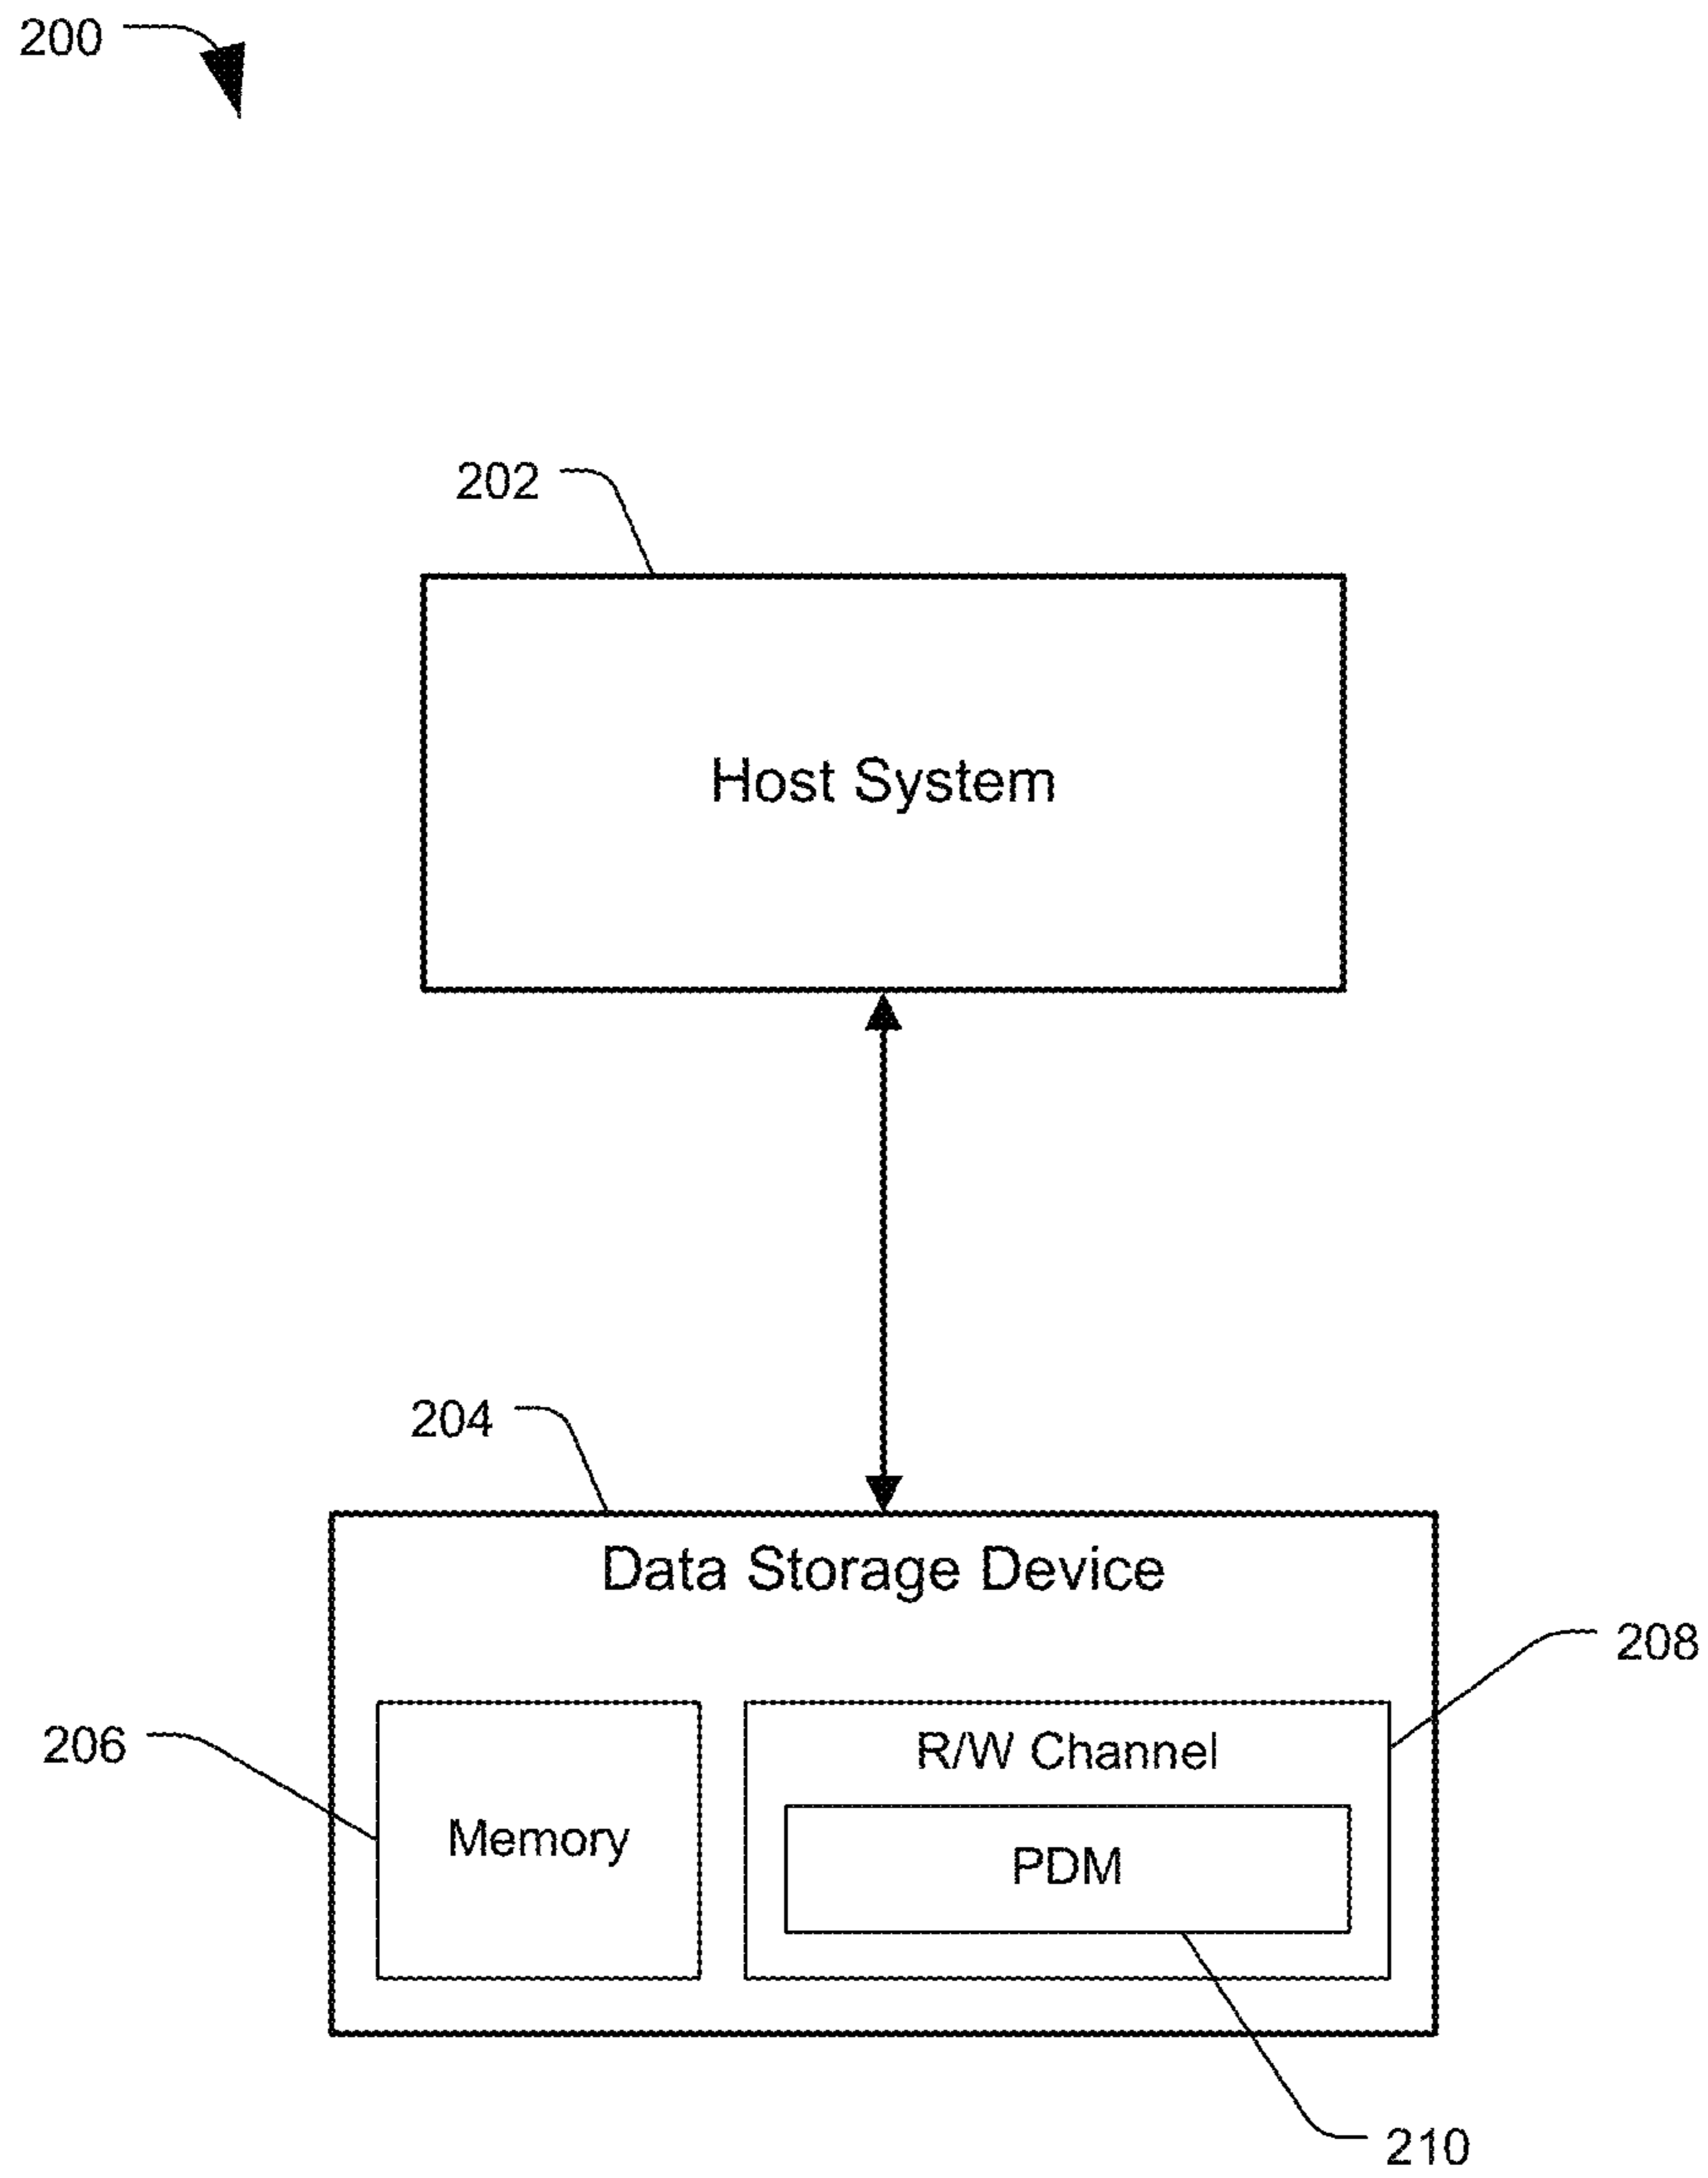 200
202
Host System
204
Data Storage Device
208
206
R/W Channel
Memory
PDM
210